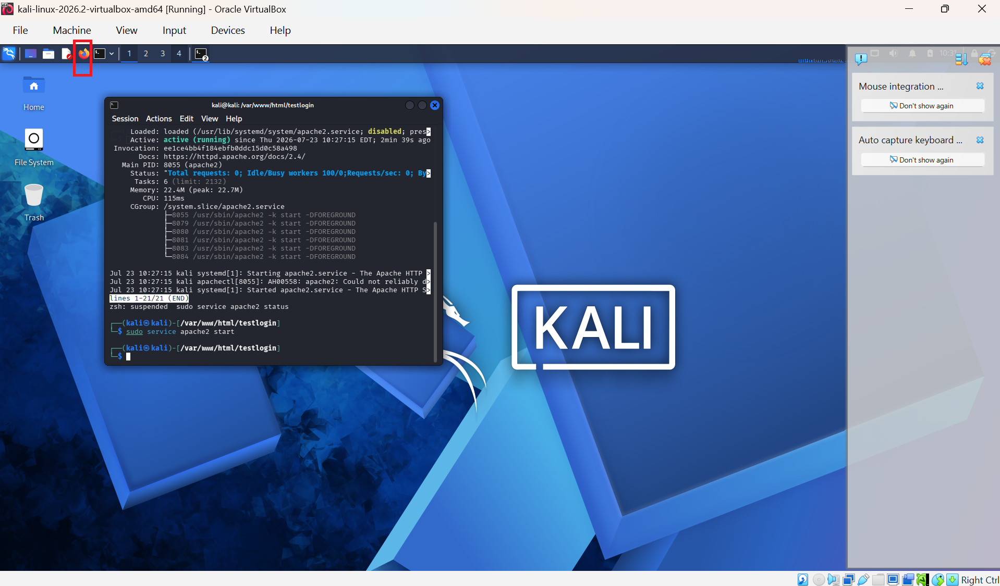 kali-linux-2026.2-virtualbox-amd64 [Running] - Oracle VirtualBox
File Machine View Input Devices Help
1 2 3 4 2
10:31
Home
File System
Trash
kali@kali: /var/www/html/testlogin
Session Actions Edit View Help
Loaded: loaded (/usr/lib/systemd/system/apache2.service; disabled; pres>
Active: active (running) since Thu 2026-07-23 10:27:15 EDT; 2min 39s ago
Invocation: ee1ce4bb4f184ebfb0ddc15d0c58a498
Docs: https://httpd.apache.org/docs/2.4/
Main PID: 8055 (apache2)
Status: "Total requests: 0; Idle/Busy workers 100/0;Requests/sec: 0; By>
Tasks: 6 (limit: 2132)
Memory: 22.4M (peak: 22.7M)
CPU: 115ms
CGroup: /system.slice/apache2.service
├─8055 /usr/sbin/apache2 -k start -DFOREGROUND
├─8079 /usr/sbin/apache2 -k start -DFOREGROUND
├─8080 /usr/sbin/apache2 -k start -DFOREGROUND
├─8081 /usr/sbin/apache2 -k start -DFOREGROUND
├─8083 /usr/sbin/apache2 -k start -DFOREGROUND
└─8084 /usr/sbin/apache2 -k start -DFOREGROUND
Jul 23 10:27:15 kali systemd[1]: Starting apache2.service - The Apache HTTP >
Jul 23 10:27:15 kali apachectl[8055]: AH00558: apache2: Could not reliably d>
Jul 23 10:27:15 kali systemd[1]: Started apache2.service - The Apache HTTP S>
lines 1-21/21 (END)
zsh: suspended  sudo service apache2 status
┌──(kali㉿kali)-[/var/www/html/testlogin]
└─$ sudo service apache2 start
┌──(kali㉿kali)-[/var/www/html/testlogin]
└─$
KALI
Mouse integration ...
Don't show again
Auto capture keyboard ...
Don't show again
Right Ctrl